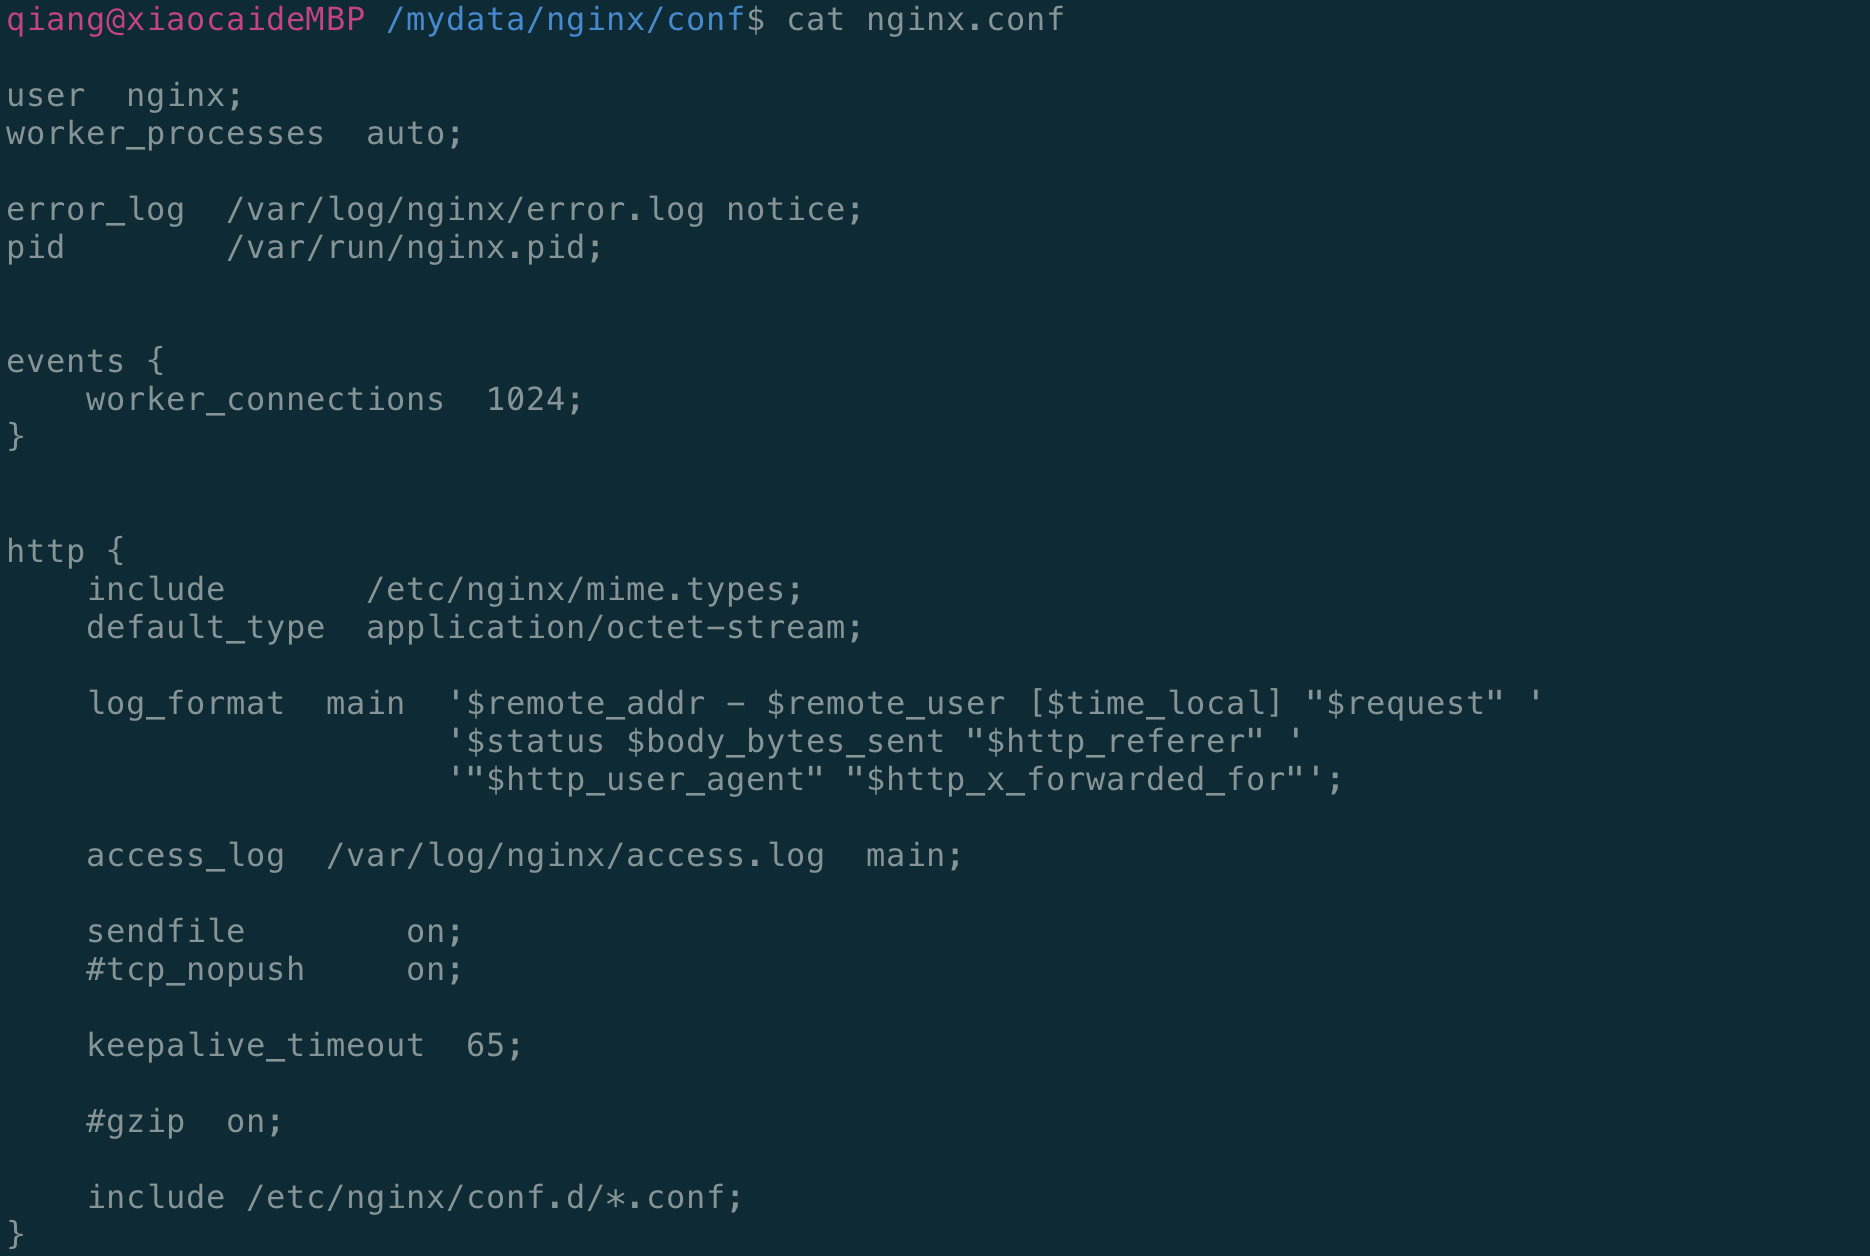 qiang@xiaocaideMBP /mydata/nginx/conf$ cat nginx.conf

user  nginx;
worker_processes  auto;

error_log  /var/log/nginx/error.log notice;
pid        /var/run/nginx.pid;


events {
    worker_connections  1024;
}


http {
    include       /etc/nginx/mime.types;
    default_type  application/octet-stream;

    log_format  main  '$remote_addr - $remote_user [$time_local] "$request" '
                      '$status $body_bytes_sent "$http_referer" '
                      '"$http_user_agent" "$http_x_forwarded_for"';

    access_log  /var/log/nginx/access.log  main;

    sendfile        on;
    #tcp_nopush     on;

    keepalive_timeout  65;

    #gzip  on;

    include /etc/nginx/conf.d/*.conf;
}